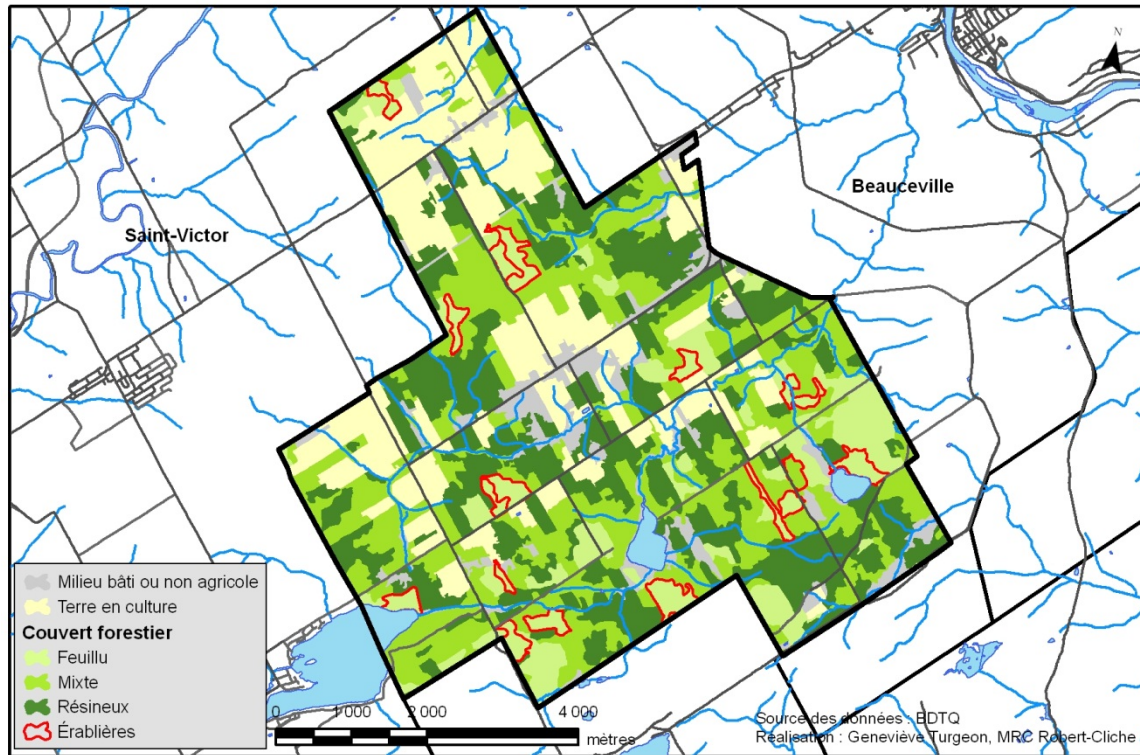 N
Beauceville
Saint-Victor
Milieu bâti ou non agricole
Terre en culture
Couvert forestier
Feuillu
Mixte
Résineux
Érablières
0 1 000 2 000 4 000
mètres
Source des données : BDTQ
Réalisation : Geneviève Turgeon, MRC Robert-Cliche